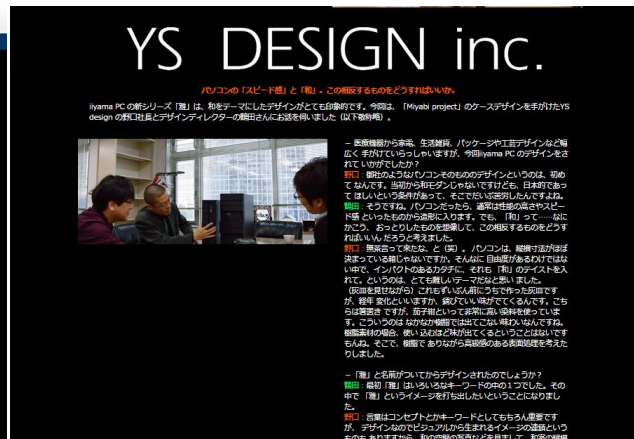 YS DESIGN inc.
パソコンの「スピード感」と「和」。この相反するものをどうすればいいか。
iiyama PC の新シリーズ「雅」は、和をテーマにしたデザインがとても印象的です。今回は、「Miyabi project」のケースデザインを手がけたYS
design の野口社長とデザインディレクターの鶴田さんにお話を伺いました（以下敬称略）。
－ 医療機器から家電、生活雑貨、パッケージや工芸デザインなど幅
広く 手がけていらっしゃいますが、今回iiyama PC のデザインをさ
れて いかがでしたか？
野口：御社のようなパソコンそのもののデザインというのは、初め
て なんです。当初から和モダンじゃないですけども、日本的であっ
て ほしいという条件があって、そこでだいぶ苦労したんですよね。
鶴田：そうですね。パソコンだったら、通常は性能の高さやスピー
ド感 といったものから造形に入ります。でも、「和」って……なに
かこう、 おっとりしたものを想像して、この相反するものをどうす
ればいいん だろうと考えました。
野口：無茶言って来たな、と（笑）。 パソコンは、縦横寸法がほぼ
決まっている箱じゃないですか。そんなに 自由度があるわけではな
い中で、インパクトのあるカタチに、それも 「和」のテイストを入
れて。というのは、とても難しいテーマだなと思い ました。
（灰皿を見せながら）これもずいぶん前にうちで作った灰皿です
が、経年 変化といいますか、錆びていい味がでてくるんです。こち
らは箸置き ですが、茄子紺といって非常に高い染料を使っていま
す。こういうのは なかなか樹脂では出てこない味わいなんですね。
樹脂素材の場合、使い 込むほど味が出てくるということはないです
もんね。そこで、樹脂で ありながら高級感のある表面処理を考えた
りしました。
－「雅」と名前がついてからデザインされたのでしょうか？
鶴田：最初「雅」はいろいろなキーワードの中の１つでした。その
中で 「雅」というイメージを打ち出したいということになりまし
た。
野口：言葉はコンセプトとかキーワードとしてもちろん重要です
が、 デザインなのでビジュアルから生まれるイメージの連鎖という